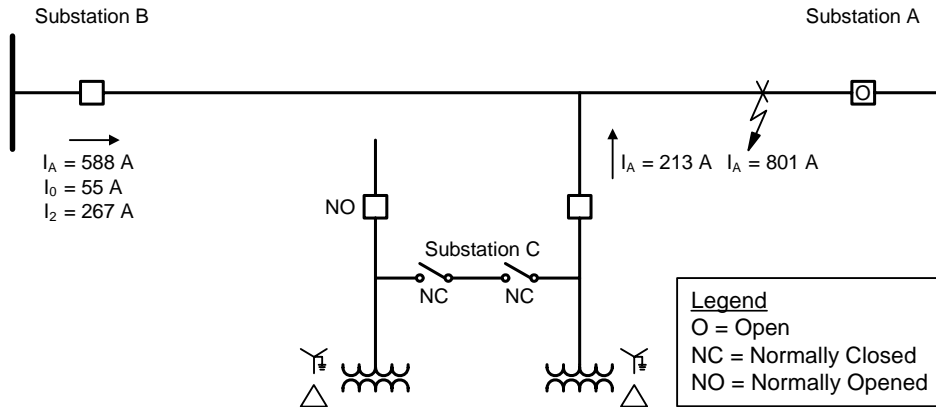 Substation B
Substation A
O
I_A = 588 A
I_0 = 55 A
I_2 = 267 A
I_A = 213 A
I_A = 801 A
NO
Substation C
NC
NC
Legend
O = Open
NC = Normally Closed
NO = Normally Opened